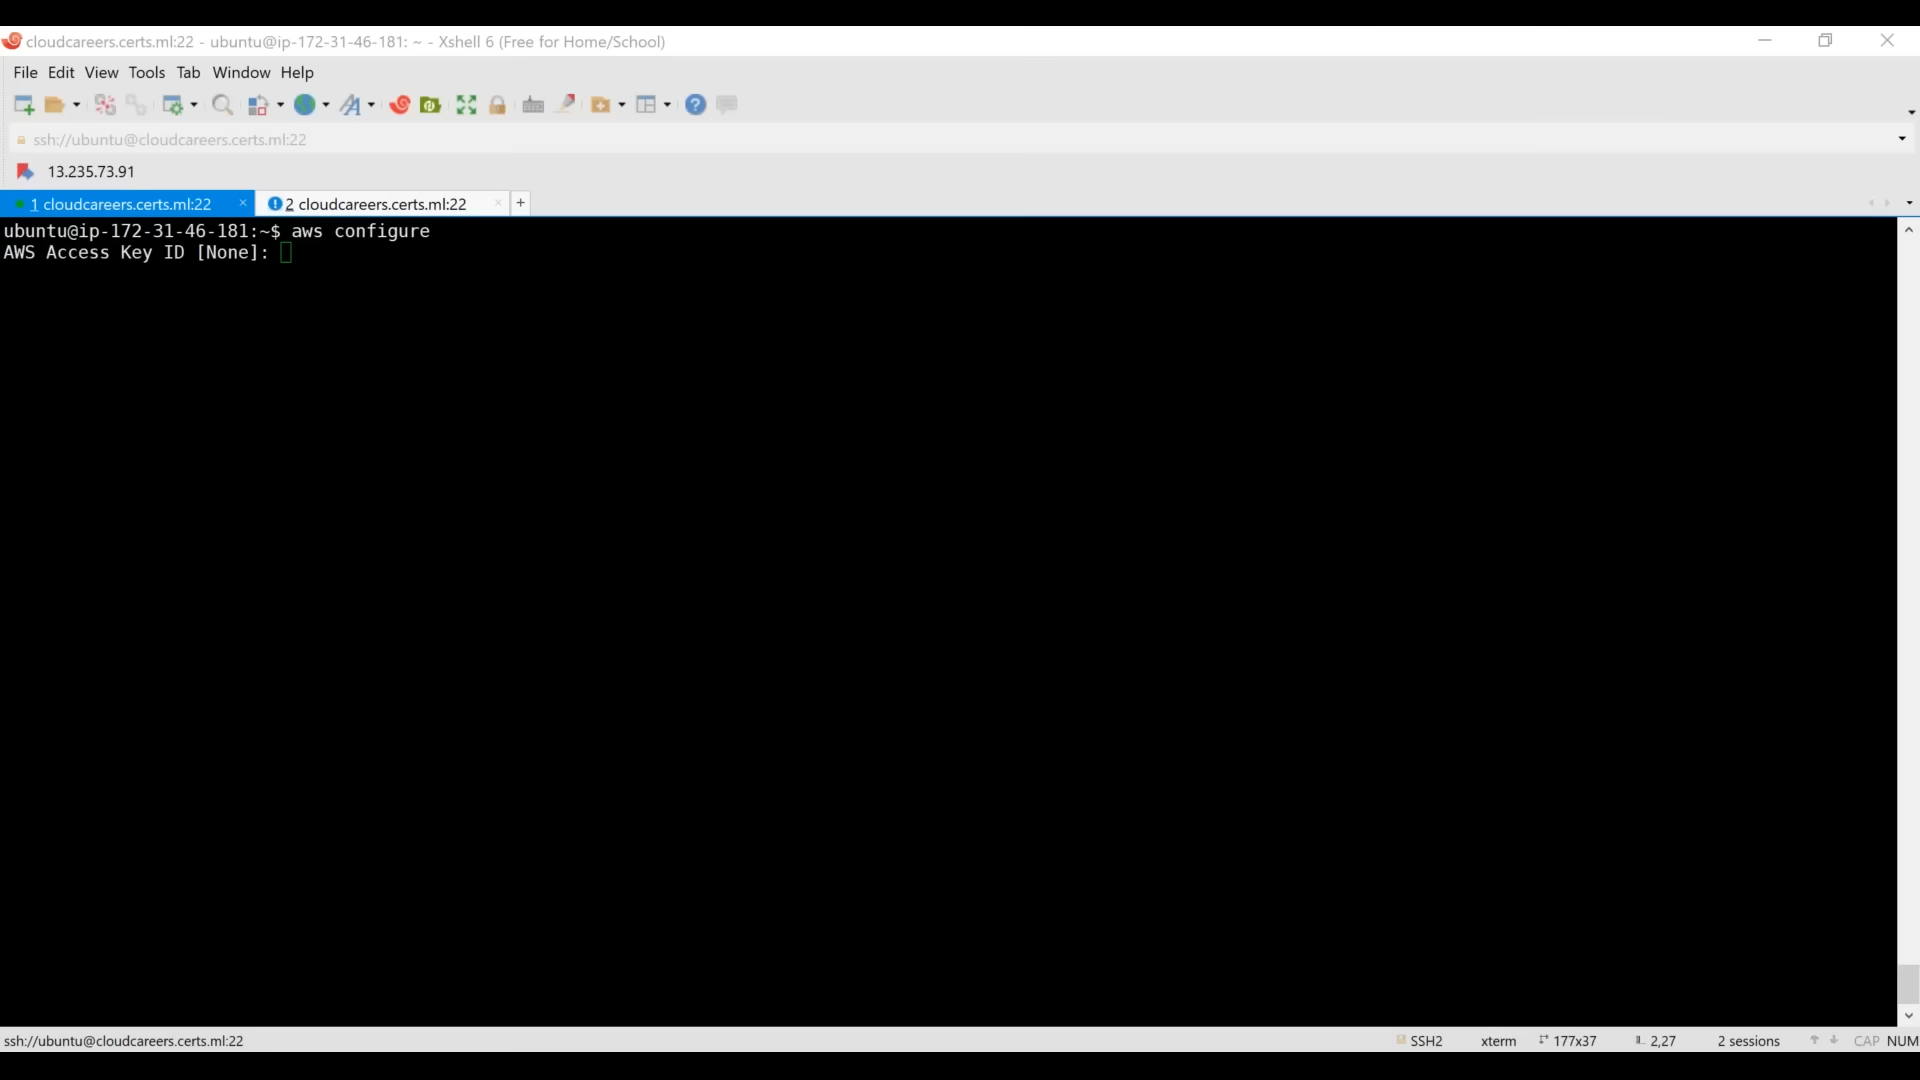 cloudcareers.certs.ml:22 - ubuntu@ip-172-31-46-181: ~ - Xshell 6 (Free for Home/School)
File Edit View Tools Tab Window Help
ssh://ubuntu@cloudcareers.certs.ml:22
13.235.73.91
1 cloudcareers.certs.ml:22 × 2 cloudcareers.certs.ml:22 × +
ubuntu@ip-172-31-46-181:~$ aws configure
AWS Access Key ID [None]:
ssh://ubuntu@cloudcareers.certs.ml:22 SSH2 xterm 177x37 2,27 2 sessions CAP NUM